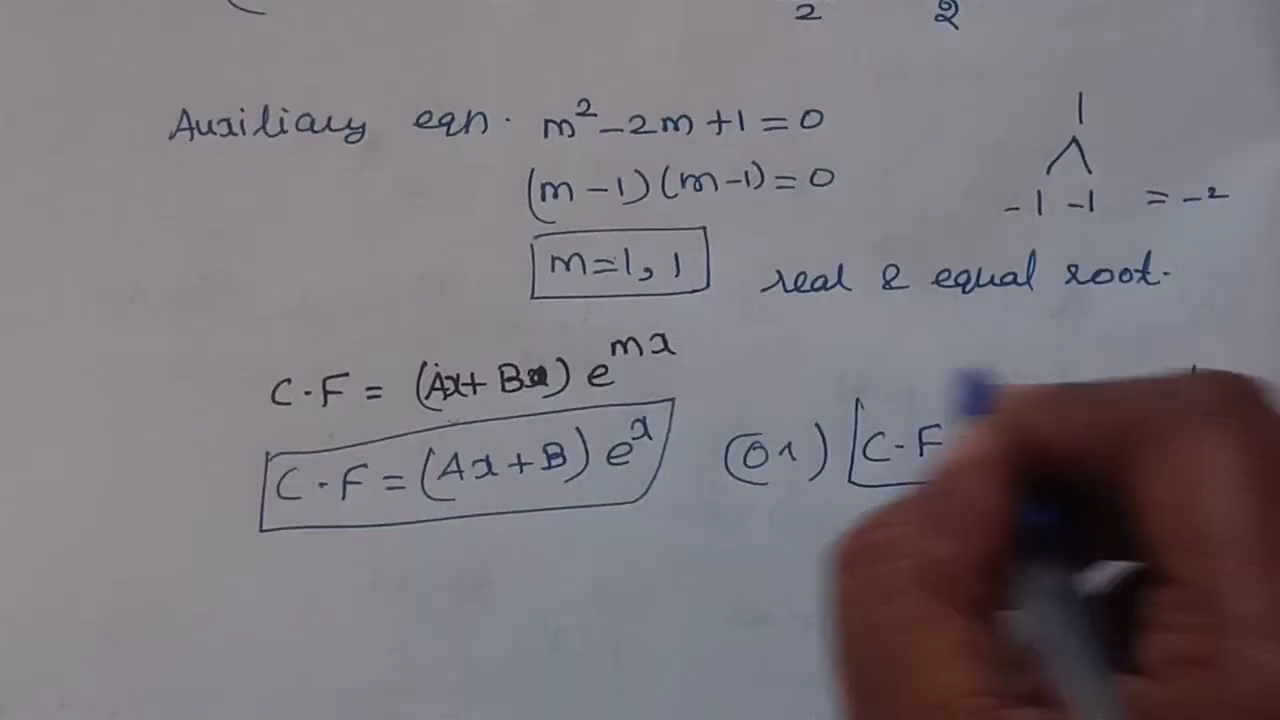 2 2
Auxiliary eqn. m² - 2m + 1 = 0
1
(m - 1) (m - 1) = 0
-1 -1 = -2
m = 1, 1 real & equal root.
C.F = (Ax + B) e^{mx}
C.F = (Ax + B) e^x (or) C.F